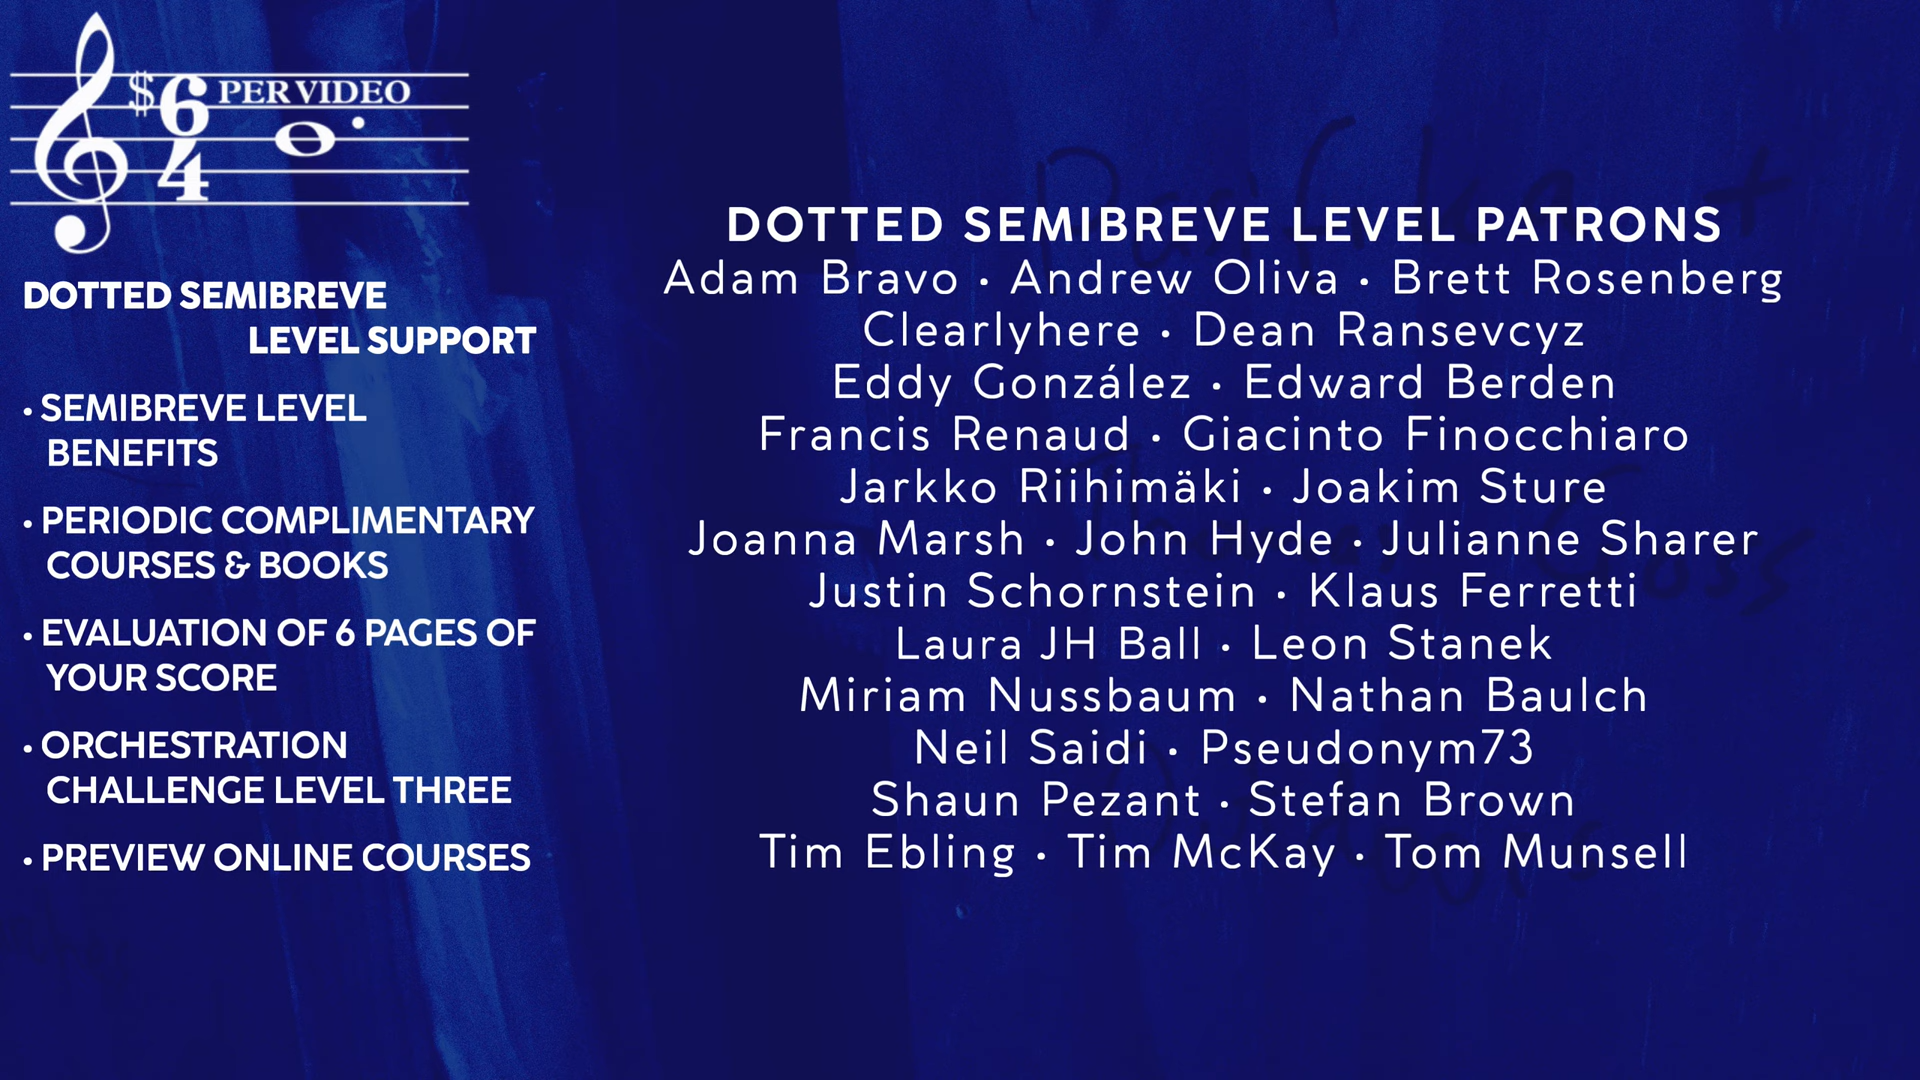 $6 PER VIDEO
4
DOTTED SEMIBREVE
LEVEL SUPPORT
• SEMIBREVE LEVEL
BENEFITS
• PERIODIC COMPLIMENTARY
COURSES & BOOKS
• EVALUATION OF 6 PAGES OF
YOUR SCORE
• ORCHESTRATION
CHALLENGE LEVEL THREE
• PREVIEW ONLINE COURSES
DOTTED SEMIBREVE LEVEL PATRONS
Adam Bravo • Andrew Oliva • Brett Rosenberg
Clearlyhere • Dean Ransevcyz
Eddy González • Edward Berden
Francis Renaud • Giacinto Finocchiaro
Jarkko Riihimäki • Joakim Sture
Joanna Marsh • John Hyde • Julianne Sharer
Justin Schornstein • Klaus Ferretti
Laura JH Ball • Leon Stanek
Miriam Nussbaum • Nathan Baulch
Neil Saidi • Pseudonym73
Shaun Pezant • Stefan Brown
Tim Ebling • Tim McKay • Tom Munsell